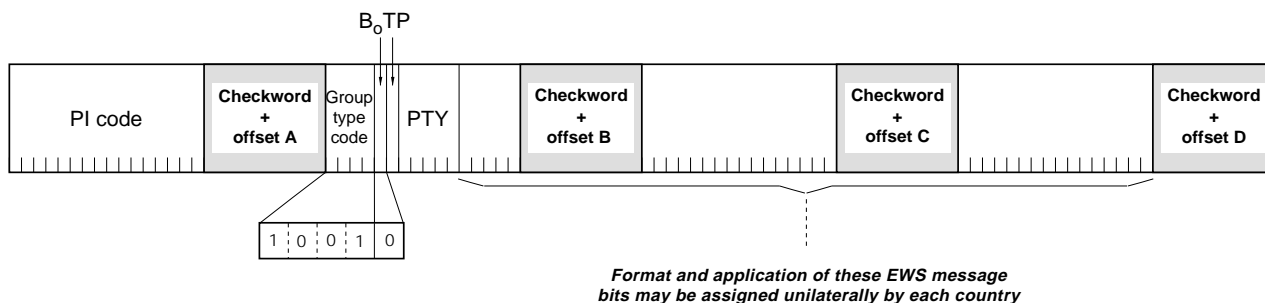 BoTP
PI code
Checkword
+
offset A
Group
type
code
PTY
Checkword
+
offset B
Checkword
+
offset C
Checkword
+
offset D
1 0 0 1 0
Format and application of these EWS message
bits may be assigned unilaterally by each country